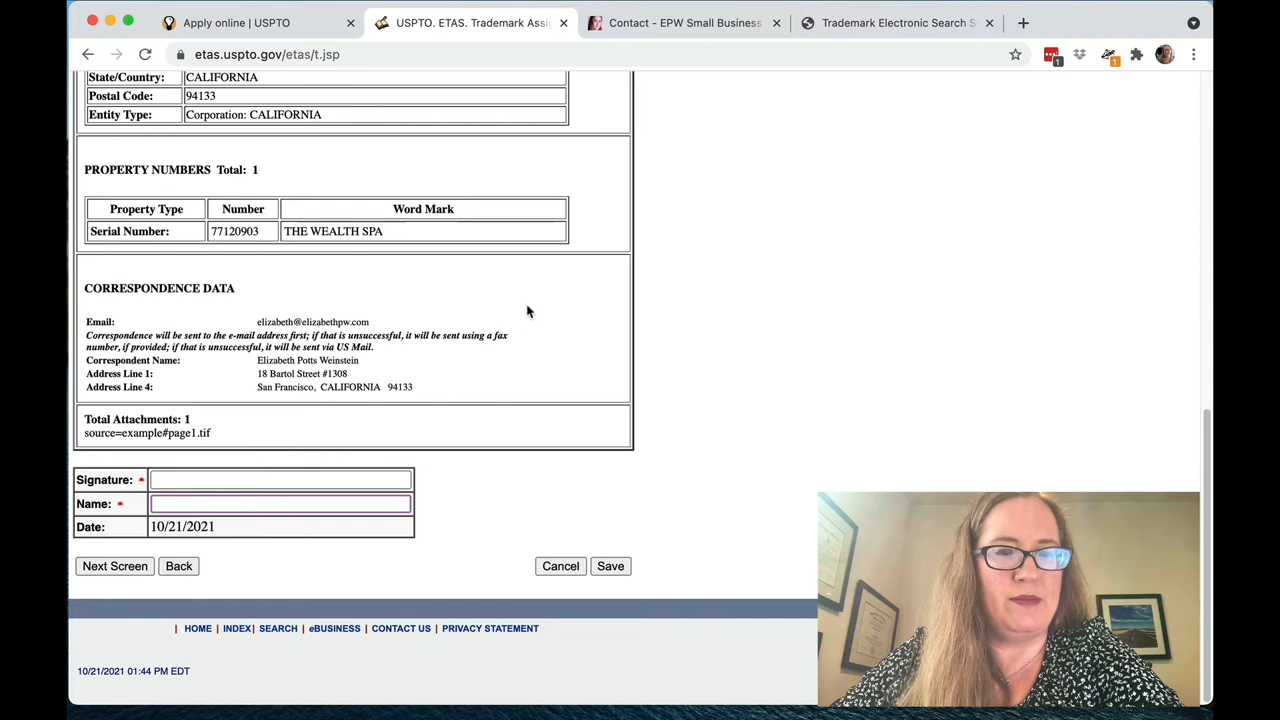 Apply online | USPTO
USPTO. ETAS. Trademark Assig
Contact - EPW Small Business
Trademark Electronic Search S
etas.uspto.gov/etas/t.jsp
1
1
State/Country: CALIFORNIA
Postal Code: 94133
Entity Type: Corporation: CALIFORNIA
PROPERTY NUMBERS Total: 1
Property Type Number Word Mark
Serial Number: 77120903 THE WEALTH SPA
CORRESPONDENCE DATA
Email: elizabeth@elizabethpw.com
Correspondence will be sent to the e-mail address first; if that is unsuccessful, it will be sent using a fax
number, if provided; if that is unsuccessful, it will be sent via US Mail.
Correspondent Name: Elizabeth Potts Weinstein
Address Line 1: 18 Bartol Street #1308
Address Line 4: San Francisco, CALIFORNIA 94133
Total Attachments: 1
source=example#page1.tif
Signature: *
Name: *
Date: 10/21/2021
Next Screen Back Cancel Save
| HOME | INDEX | SEARCH | eBUSINESS | CONTACT US | PRIVACY STATEMENT
10/21/2021 01:44 PM EDT